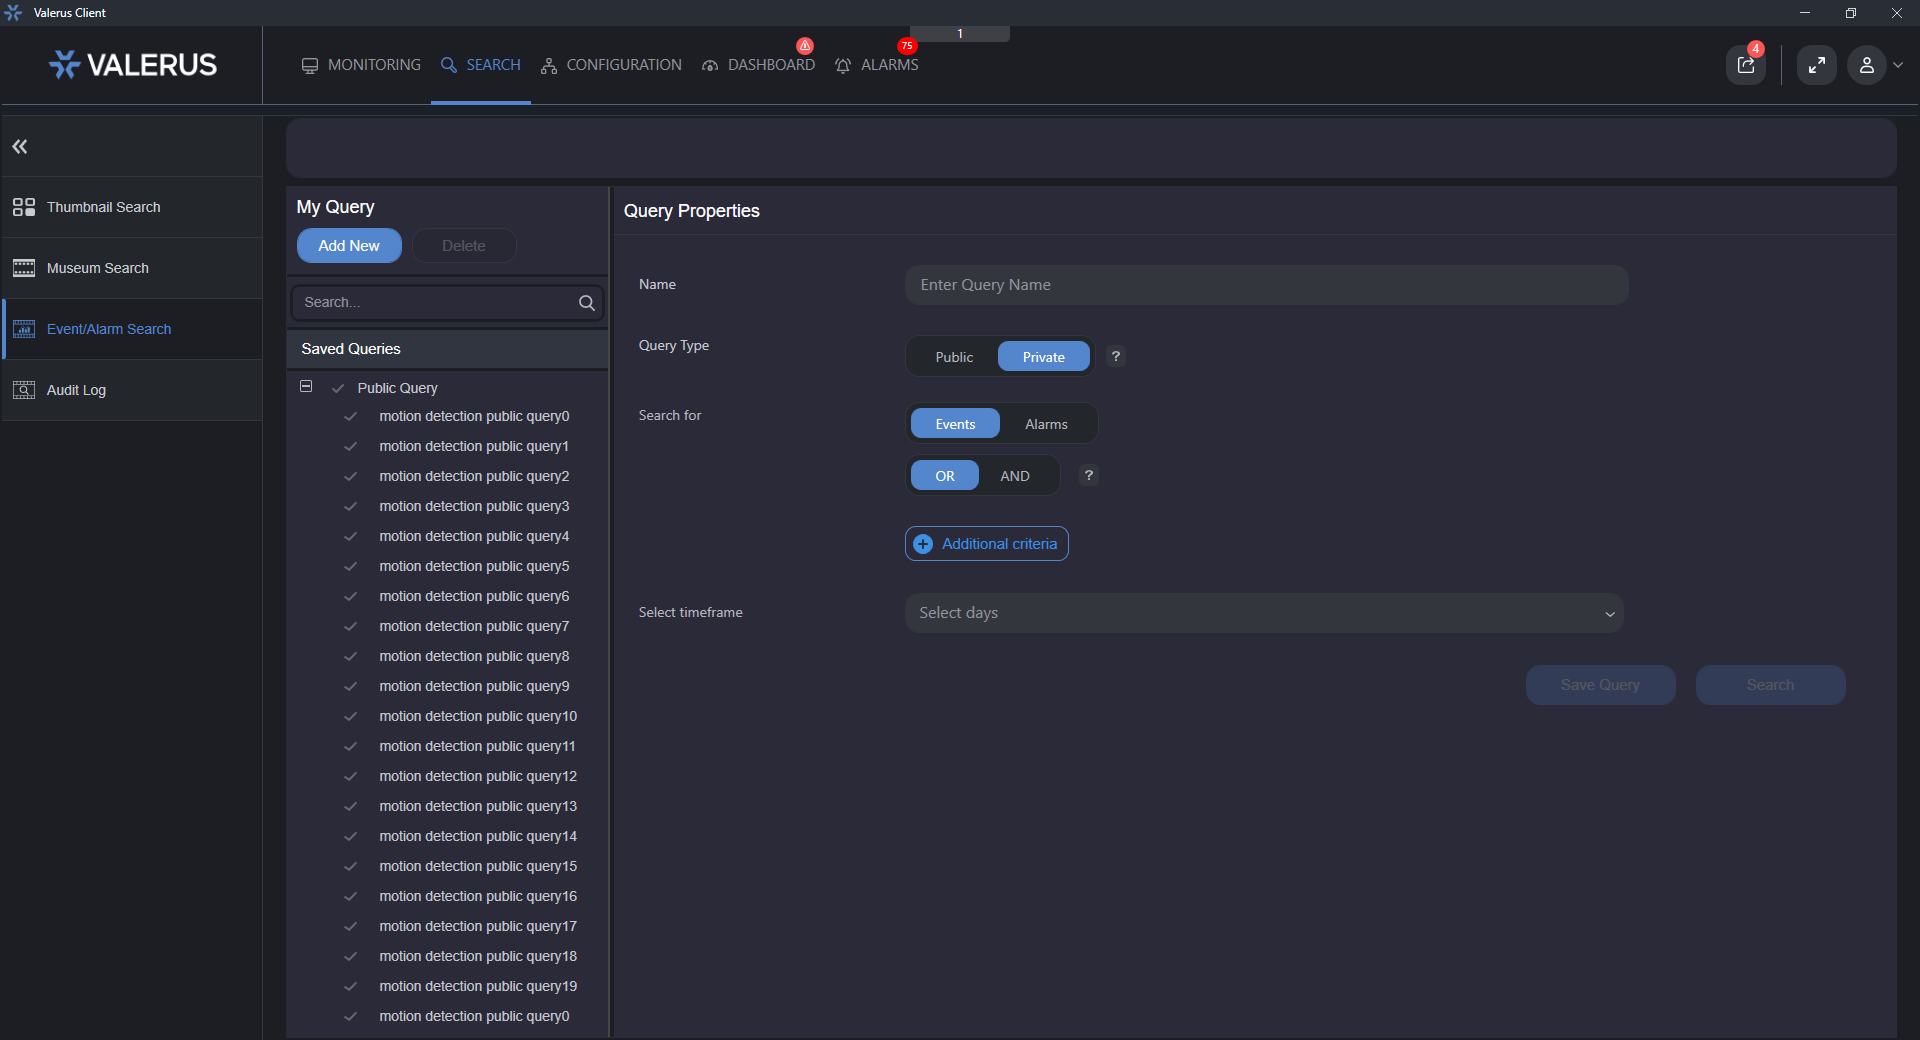 Valerus Client
1
VALERUS
MONITORING
SEARCH
CONFIGURATION
DASHBOARD
75
ALARMS
4
Thumbnail Search
Museum Search
Event/Alarm Search
Audit Log
My Query
Add New
Delete
Search...
Saved Queries
Public Query
motion detection public query0
motion detection public query1
motion detection public query2
motion detection public query3
motion detection public query4
motion detection public query5
motion detection public query6
motion detection public query7
motion detection public query8
motion detection public query9
motion detection public query10
motion detection public query11
motion detection public query12
motion detection public query13
motion detection public query14
motion detection public query15
motion detection public query16
motion detection public query17
motion detection public query18
motion detection public query19
motion detection public query0
Query Properties
Name
Enter Query Name
Query Type
Public
Private
?
Search for
Events
Alarms
OR
AND
?
Additional criteria
Select timeframe
Select days
Save Query
Search